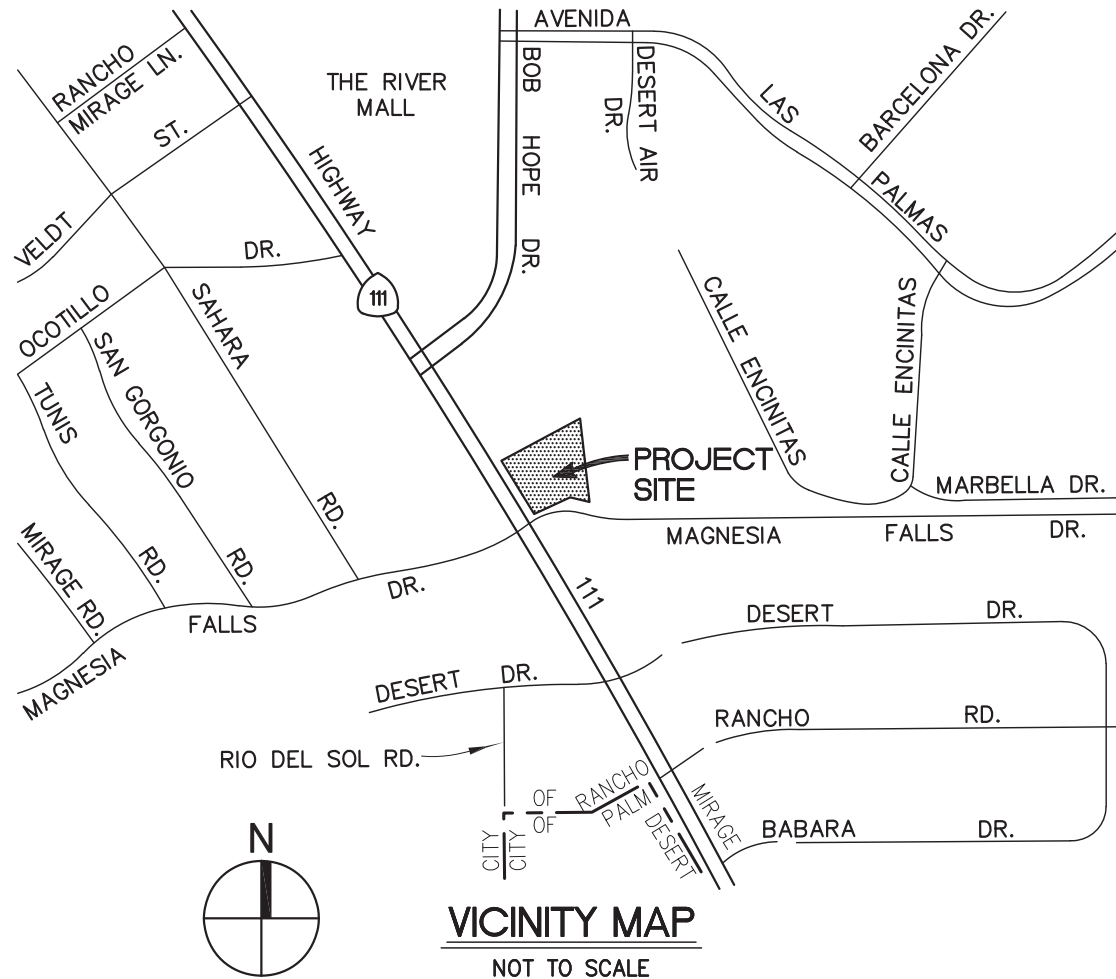 AVENIDA
LAS
PALMAS
BARCELONA DR.
RANCHO
MIRAGE LN.
THE RIVER
MALL
BOB HOPE DR.
DESERT AIR
DR.
VELDT ST.
HIGHWAY
111
OCOTILLO DR.
SAHARA RD.
SAN GORGONIO RD.
TUNIS RD.
MIRAGE RD.
CALLE ENCINITAS
CALLE ENCINITAS
PROJECT
SITE
MARBELLA DR.
MAGNESIA FALLS DR.
MAGNESIA FALLS DR.
111
DESERT DR.
DESERT DR.
RANCHO RD.
RIO DEL SOL RD.
CITY OF RANCHO MIRAGE
CITY OF PALM DESERT
BABARA DR.
N
VICINITY MAP
NOT TO SCALE